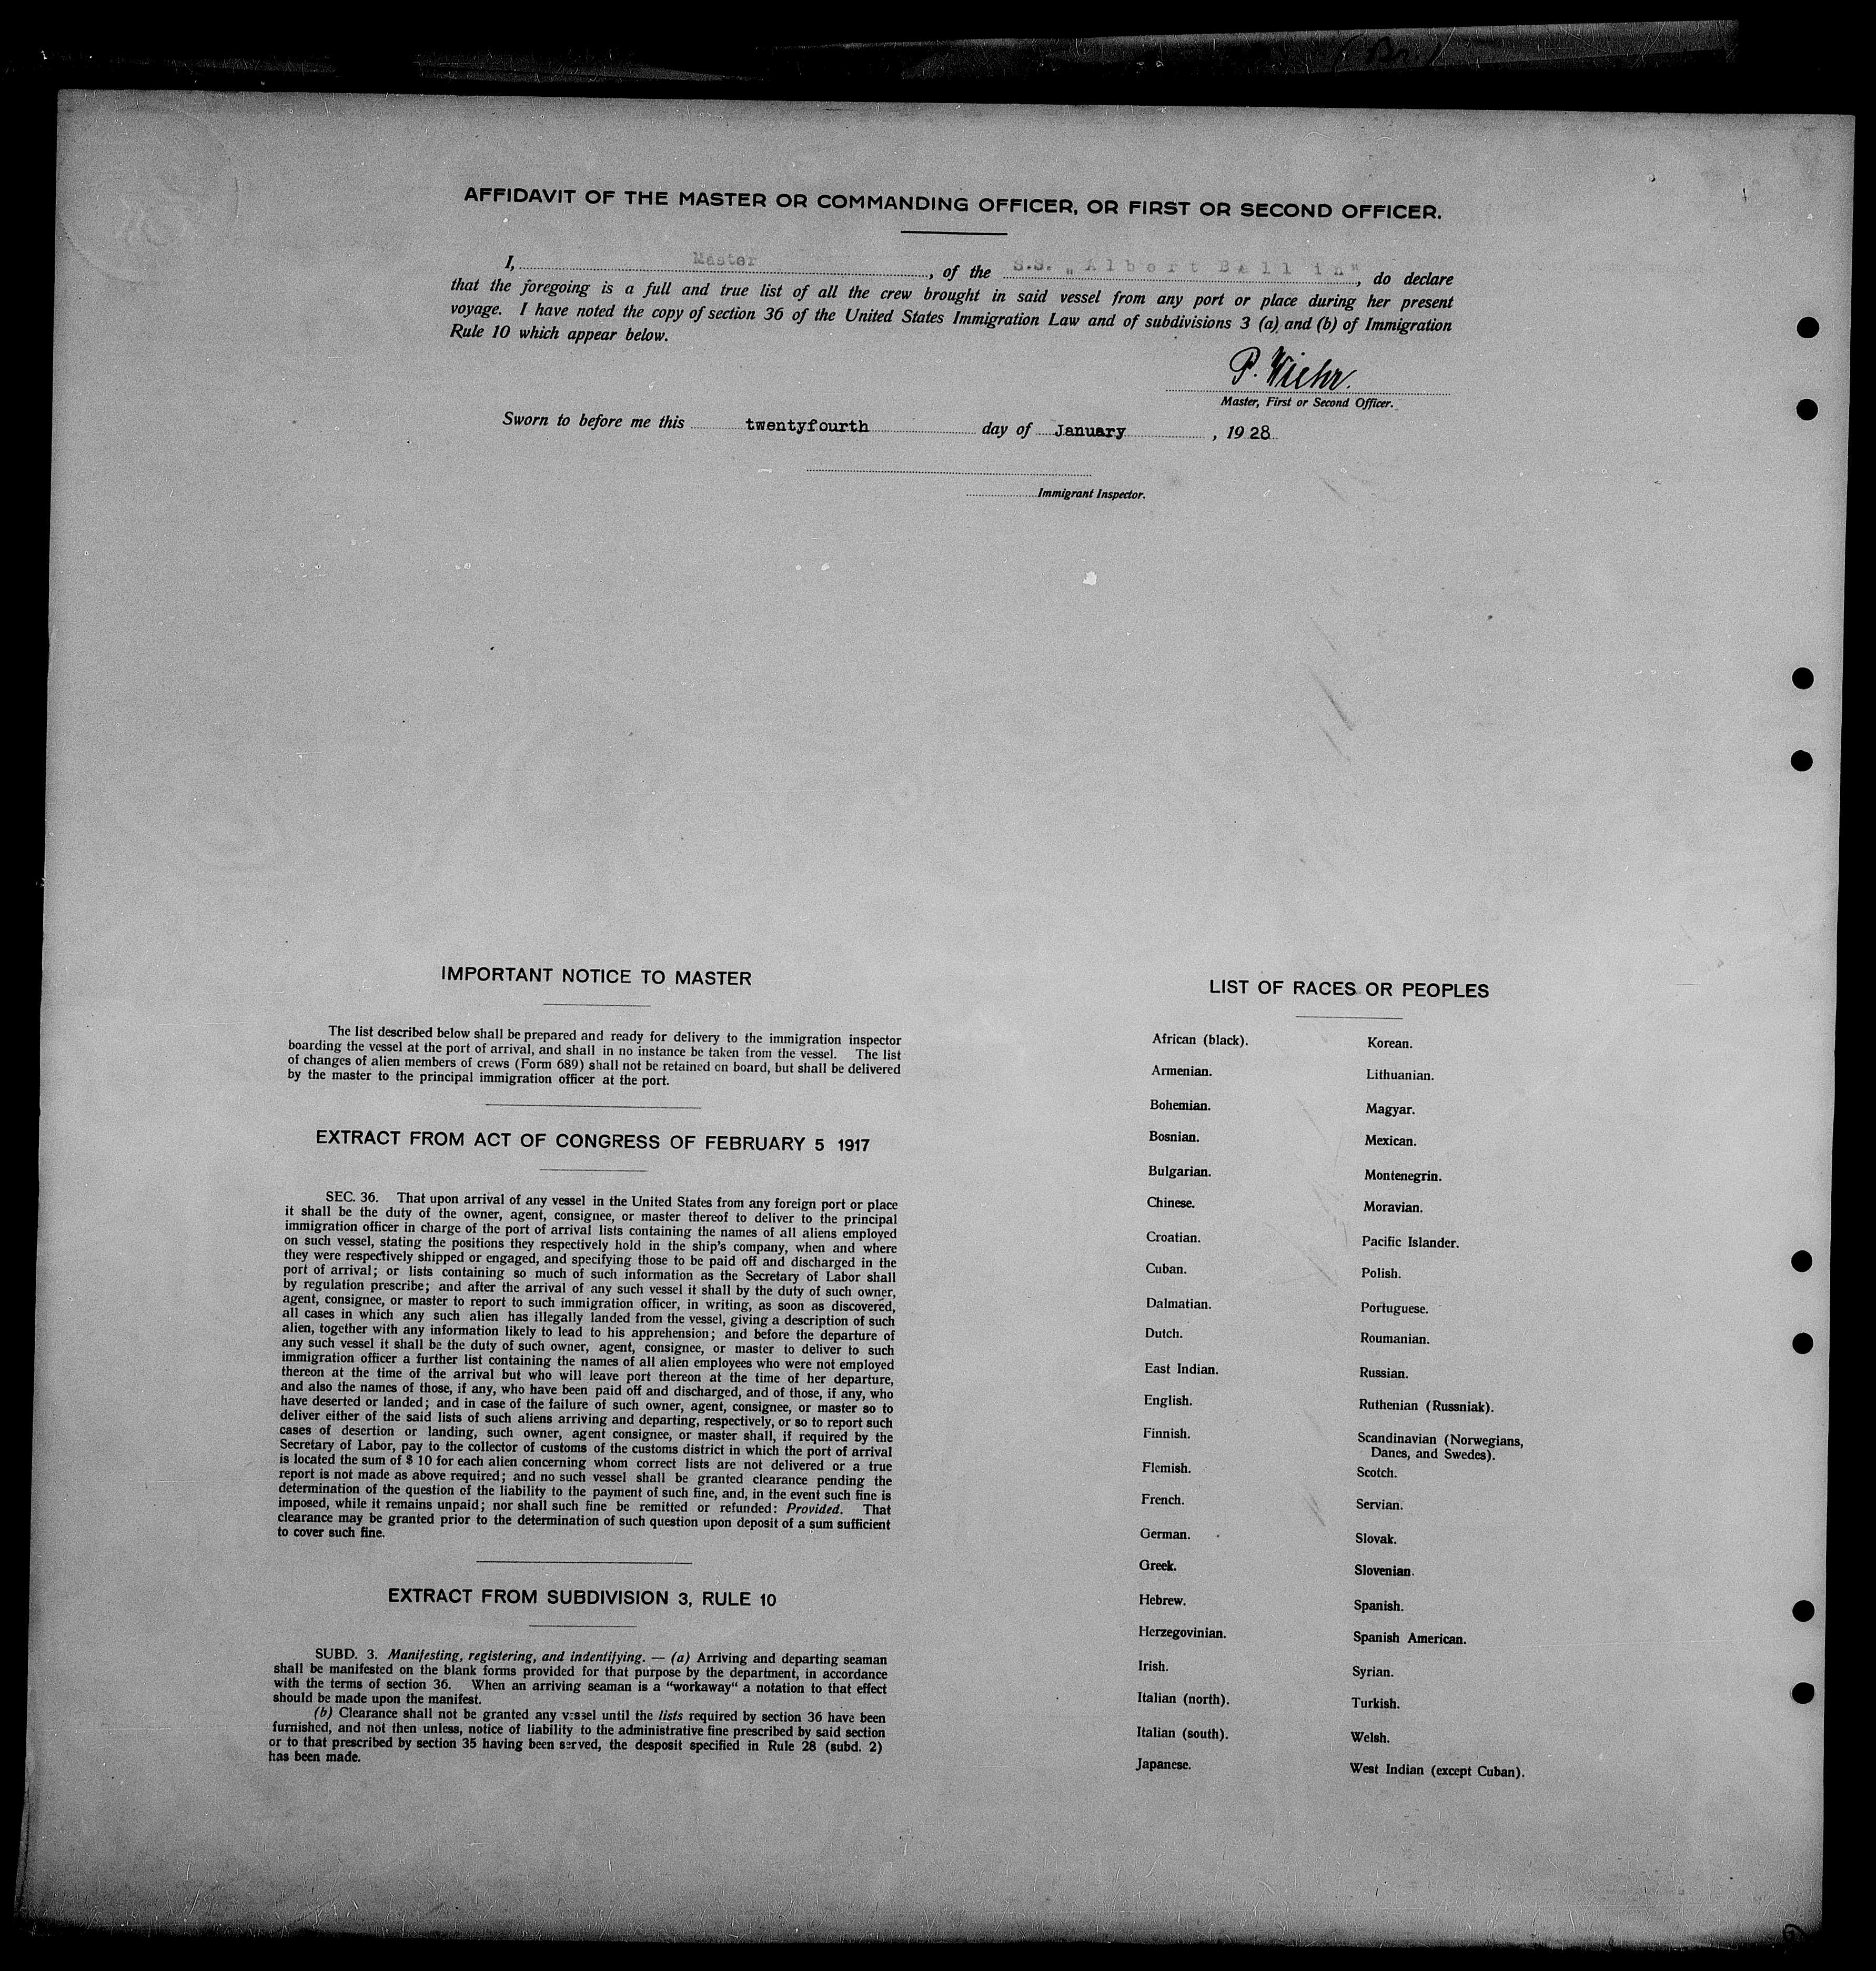 AFFIDAVIT OF THE MASTER OR COMMANDING OFFICER, OR FIRST OR SECOND OFFICER.
I, Master, of the S.S. „Albert Ballin", do declare
that the foregoing is a full and true list of all the crew brought in said vessel from any port or place during her present
voyage. I have noted the copy of section 36 of the United States Immigration Law and of subdivisions 3 (a) and (b) of Immigration
Rule 10 which appear below.
P. Wiehr.
Master, First or Second Officer.
Sworn to before me this twentyfourth day of January, 1928
Immigrant Inspector.
IMPORTANT NOTICE TO MASTER
The list described below shall be prepared and ready for delivery to the immigration inspector
boarding the vessel at the port of arrival, and shall in no instance be taken from the vessel. The list
of changes of alien members of crews (Form 689) shall not be retained on board, but shall be delivered
by the master to the principal immigration officer at the port.
EXTRACT FROM ACT OF CONGRESS OF FEBRUARY 5 1917
SEC. 36. That upon arrival of any vessel in the United States from any foreign port or place
it shall be the duty of the owner, agent, consignee, or master thereof to deliver to the principal
immigration officer in charge of the port of arrival lists containing the names of all aliens employed
on such vessel, stating the positions they respectively hold in the ship's company, when and where
they were respectively shipped or engaged, and specifying those to be paid off and discharged in the
port of arrival; or lists containing so much of such information as the Secretary of Labor shall
by regulation prescribe; and after the arrival of any such vessel it shall by the duty of such owner,
agent, consignee, or master to report to such immigration officer, in writing, as soon as discovered,
all cases in which any such alien has illegally landed from the vessel, giving a description of such
alien, together with any information likely to lead to his apprehension; and before the departure of
any such vessel it shall be the duty of such owner, agent, consignee, or master to deliver to such
immigration officer a further list containing the names of all alien employees who were not employed
thereon at the time of the arrival but who will leave port thereon at the time of her departure,
and also the names of those, if any, who have been paid off and discharged, and of those, if any, who
have deserted or landed; and in case of the failure of such owner, agent, consignee, or master so to
deliver either of the said lists of such aliens arriving and departing, respectively, or so to report such
cases of desertion or landing, such owner, agent consignee, or master shall, if required by the
Secretary of Labor, pay to the collector of customs of the customs district in which the port of arrival
is located the sum of $ 10 for each alien concerning whom correct lists are not delivered or a true
report is not made as above required; and no such vessel shall be granted clearance pending the
determination of the question of the liability to the payment of such fine, and, in the event such fine is
imposed, while it remains unpaid; nor shall such fine be remitted or refunded: Provided. That
clearance may be granted prior to the determination of such question upon deposit of a sum sufficient
to cover such fine.
EXTRACT FROM SUBDIVISION 3, RULE 10
SUBD. 3. Manifesting, registering, and indentifying. — (a) Arriving and departing seaman
shall be manifested on the blank forms provided for that purpose by the department, in accordance
with the terms of section 36. When an arriving seaman is a "workaway" a notation to that effect
should be made upon the manifest.
(b) Clearance shall not be granted any vessel until the lists required by section 36 have been
furnished, and not then unless, notice of liability to the administrative fine prescribed by said section
or to that prescribed by section 35 having been served, the desposit specified in Rule 28 (subd. 2)
has been made.
LIST OF RACES OR PEOPLES
African (black).
Armenian.
Bohemian.
Bosnian.
Bulgarian.
Chinese.
Croatian.
Cuban.
Dalmatian.
Dutch.
East Indian.
English.
Finnish.
Flemish.
French.
German.
Greek.
Hebrew.
Herzegovinian.
Irish.
Italian (north).
Italian (south).
Japanese.
Korean.
Lithuanian.
Magyar.
Mexican.
Montenegrin.
Moravian.
Pacific Islander.
Polish.
Portuguese.
Roumanian.
Russian.
Ruthenian (Russniak).
Scandinavian (Norwegians,
Danes, and Swedes).
Scotch.
Servian.
Slovak.
Slovenian.
Spanish.
Spanish American.
Syrian.
Turkish.
Welsh.
West Indian (except Cuban).